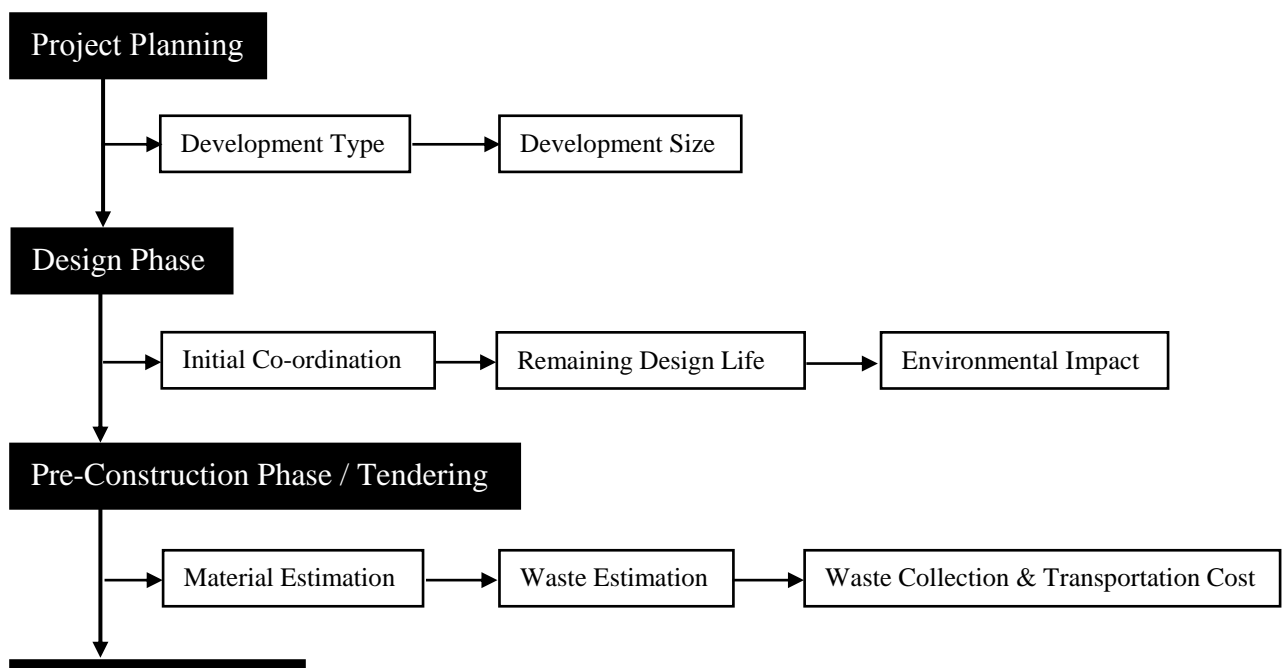 Project Planning
Development Type
Development Size
Design Phase
Initial Co-ordination
Remaining Design Life
Environmental Impact
Pre-Construction Phase / Tendering
Material Estimation
Waste Estimation
Waste Collection & Transportation Cost